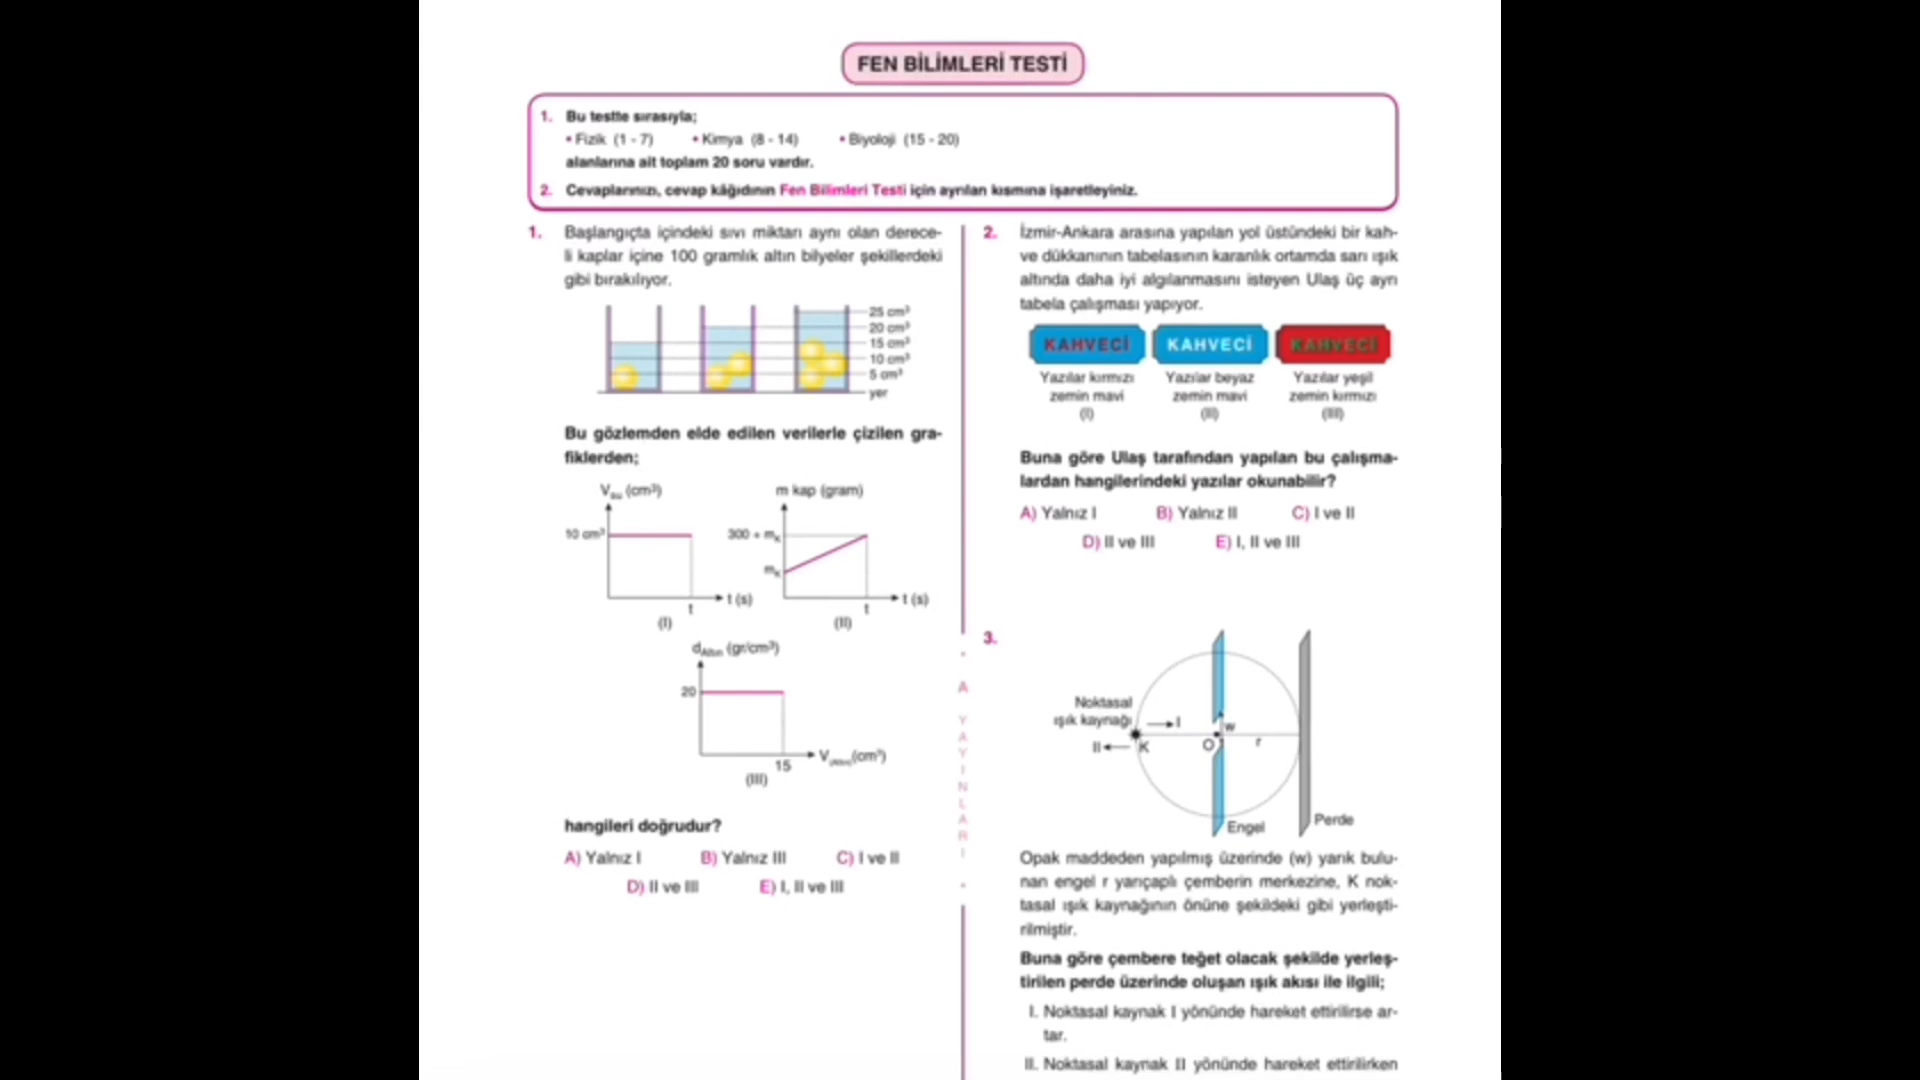 FEN BİLİMLERİ TESTİ
1. Bu testte sırasıyla;
• Fizik (1 - 7) • Kimya (8 - 14) • Biyoloji (15 - 20)
alanlarına ait toplam 20 soru vardır.
2. Cevaplarınızı, cevap kâğıdının Fen Bilimleri Testi için ayrılan kısmına işaretleyiniz.
1. Başlangıçta içindeki sıvı miktarı aynı olan derece-
li kaplar içine 100 gramlık altın bilyeler şekillerdeki
gibi bırakılıyor.
25 cm³
20 cm³
15 cm³
10 cm³
5 cm³
yer
Bu gözlemden elde edilen verilerle çizilen gra-
fiklerden;
V su (cm³)
10 cm³
t (s)
t
(I)
m kap (gram)
300 + mK
mK
t (s)
t
(II)
dAltın (gr/cm³)
20
15
V(Altın)(cm³)
(III)
hangileri doğrudur?
A) Yalnız I B) Yalnız III C) I ve II
D) II ve III E) I, II ve III
A YAYINLARI
2. İzmir-Ankara arasına yapılan yol üstündeki bir kah-
ve dükkanının tabelasının karanlık ortamda sarı ışık
altında daha iyi algılanmasını isteyen Ulaş üç ayrı
tabela çalışması yapıyor.
KAHVECİ KAHVECİ KAHVECİ
Yazılar kırmızı Yazılar beyaz Yazılar yeşil
zemin mavi zemin mavi zemin kırmızı
(I) (II) (III)
Buna göre Ulaş tarafından yapılan bu çalışma-
lardan hangilerindeki yazılar okunabilir?
A) Yalnız I B) Yalnız II C) I ve II
D) II ve III E) I, II ve III
3.
Noktasal
ışık kaynağı
I
II
K
O
w
r
Engel
Perde
Opak maddeden yapılmış üzerinde (w) yarık bulu-
nan engel r yarıçaplı çemberin merkezine, K nok-
tasal ışık kaynağının önüne şekildeki gibi yerleşti-
rilmiştir.
Buna göre çembere teğet olacak şekilde yerleş-
tirilen perde üzerinde oluşan ışık akısı ile ilgili;
I. Noktasal kaynak I yönünde hareket ettirilirse ar-
tar.
II. Noktasal kaynak II yönünde hareket ettirilirken